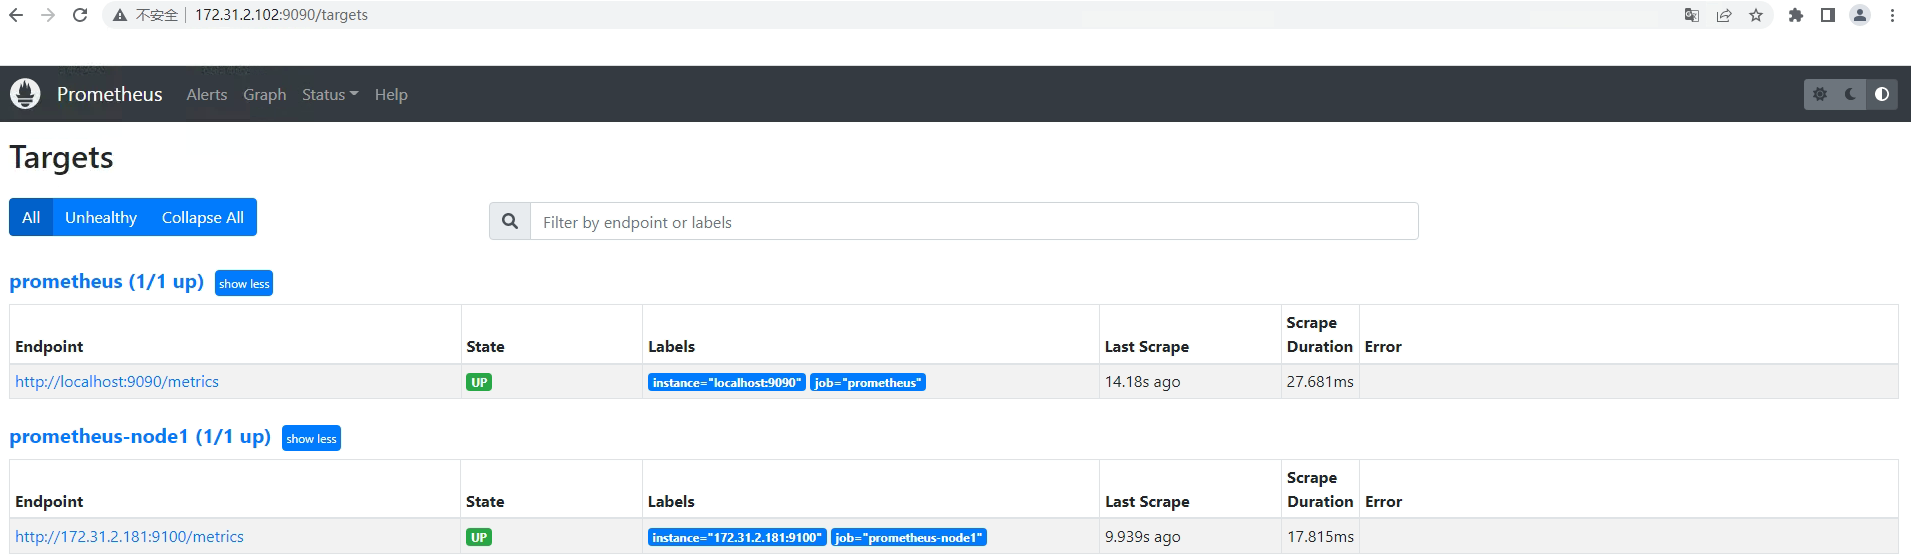 不安全 172.31.2.102:9090/targets
Prometheus Alerts Graph Status Help
Targets
All Unhealthy Collapse All Filter by endpoint or labels
prometheus (1/1 up) show less
Endpoint State Labels Last Scrape Scrape Duration Error
http://localhost:9090/metrics UP instance="localhost:9090" job="prometheus" 14.18s ago 27.681ms
prometheus-node1 (1/1 up) show less
Endpoint State Labels Last Scrape Scrape Duration Error
http://172.31.2.181:9100/metrics UP instance="172.31.2.181:9100" job="prometheus-node1" 9.939s ago 17.815ms